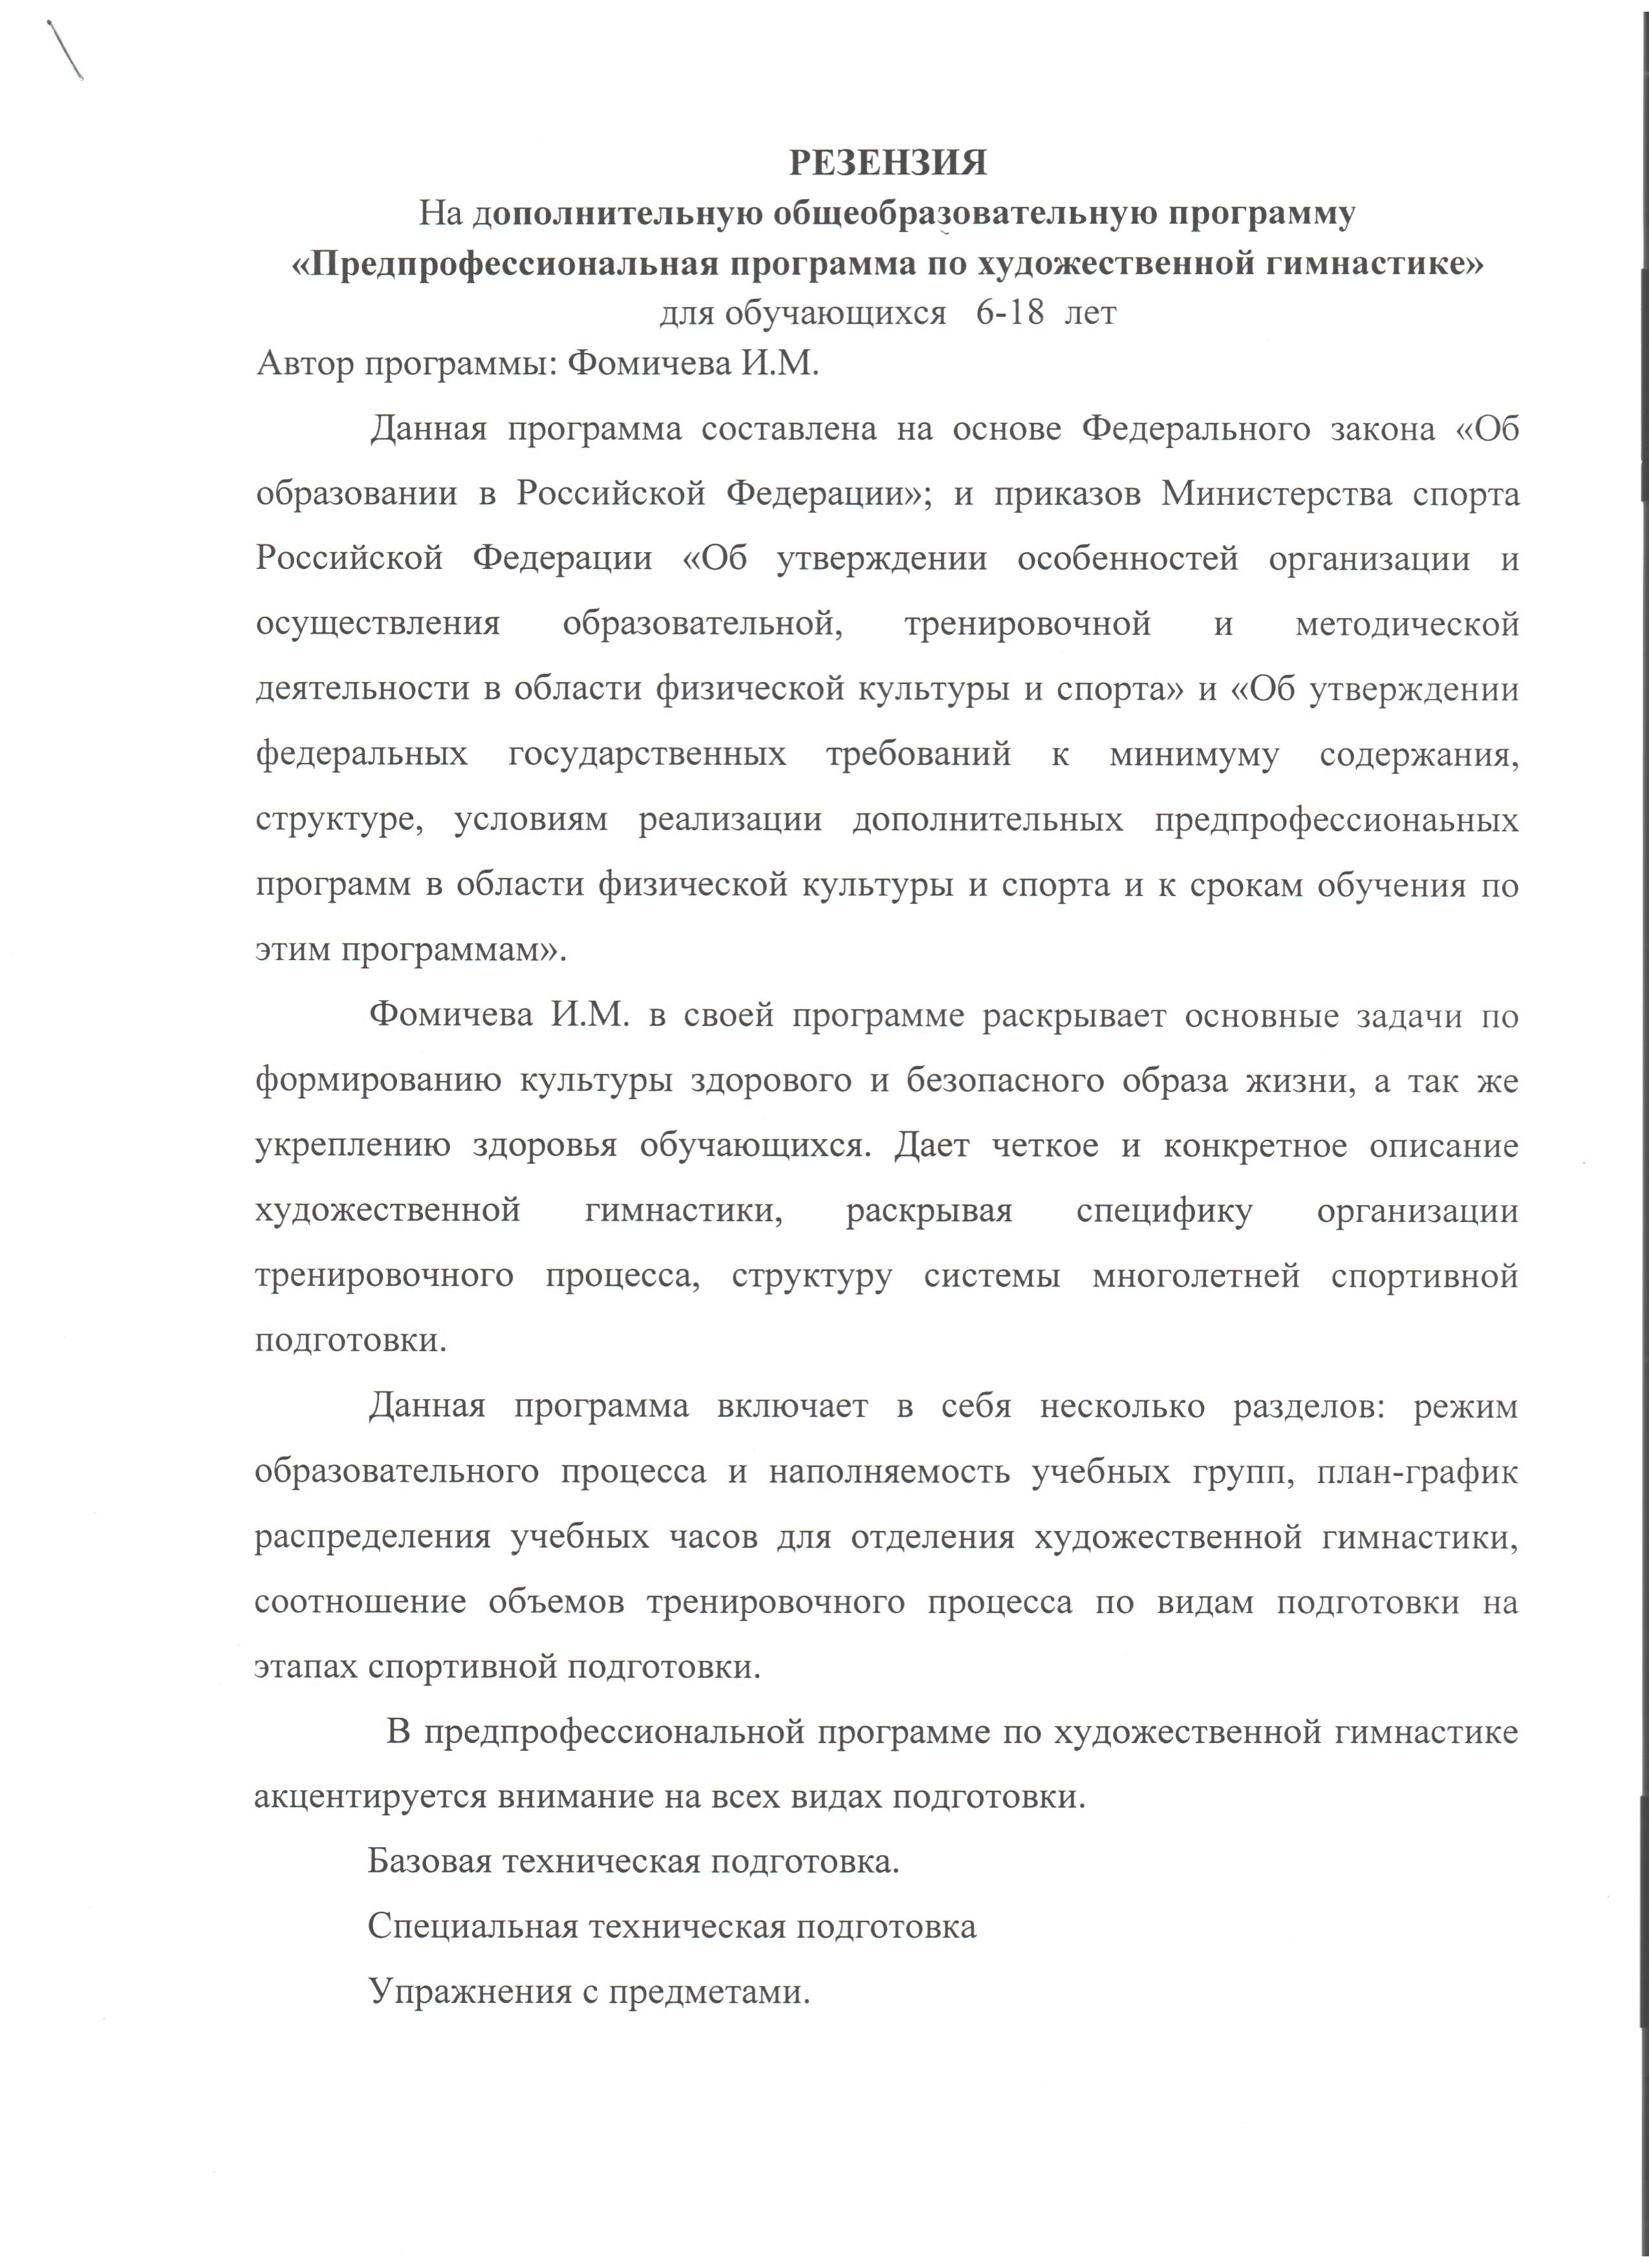 РЕЗЕНЗИЯ
На дополнительную общеобразовательную программу
«Предпрофессиональная программа по художественной гимнастике»
для обучающихся 6-18 лет
Автор программы: Фомичева И.М.
Данная программа составлена на основе Федерального закона «Об
образовании в Российской Федерации»; и приказов Министерства спорта
Российской Федерации «Об утверждении особенностей организации и
осуществления образовательной, тренировочной и методической
деятельности в области физической культуры и спорта» и «Об утверждении
федеральных государственных требований к минимуму содержания,
структуре, условиям реализации дополнительных предпрофессионаьных
программ в области физической культуры и спорта и к срокам обучения по
этим программам».
Фомичева И.М. в своей программе раскрывает основные задачи по
формированию культуры здорового и безопасного образа жизни, а так же
укреплению здоровья обучающихся. Дает четкое и конкретное описание
художественной гимнастики, раскрывая специфику организации
тренировочного процесса, структуру системы многолетней спортивной
подготовки.
Данная программа включает в себя несколько разделов: режим
образовательного процесса и наполняемость учебных групп, план-график
распределения учебных часов для отделения художественной гимнастики,
соотношение объемов тренировочного процесса по видам подготовки на
этапах спортивной подготовки.
В предпрофессиональной программе по художественной гимнастике
акцентируется внимание на всех видах подготовки.
Базовая техническая подготовка.
Специальная техническая подготовка
Упражнения с предметами.